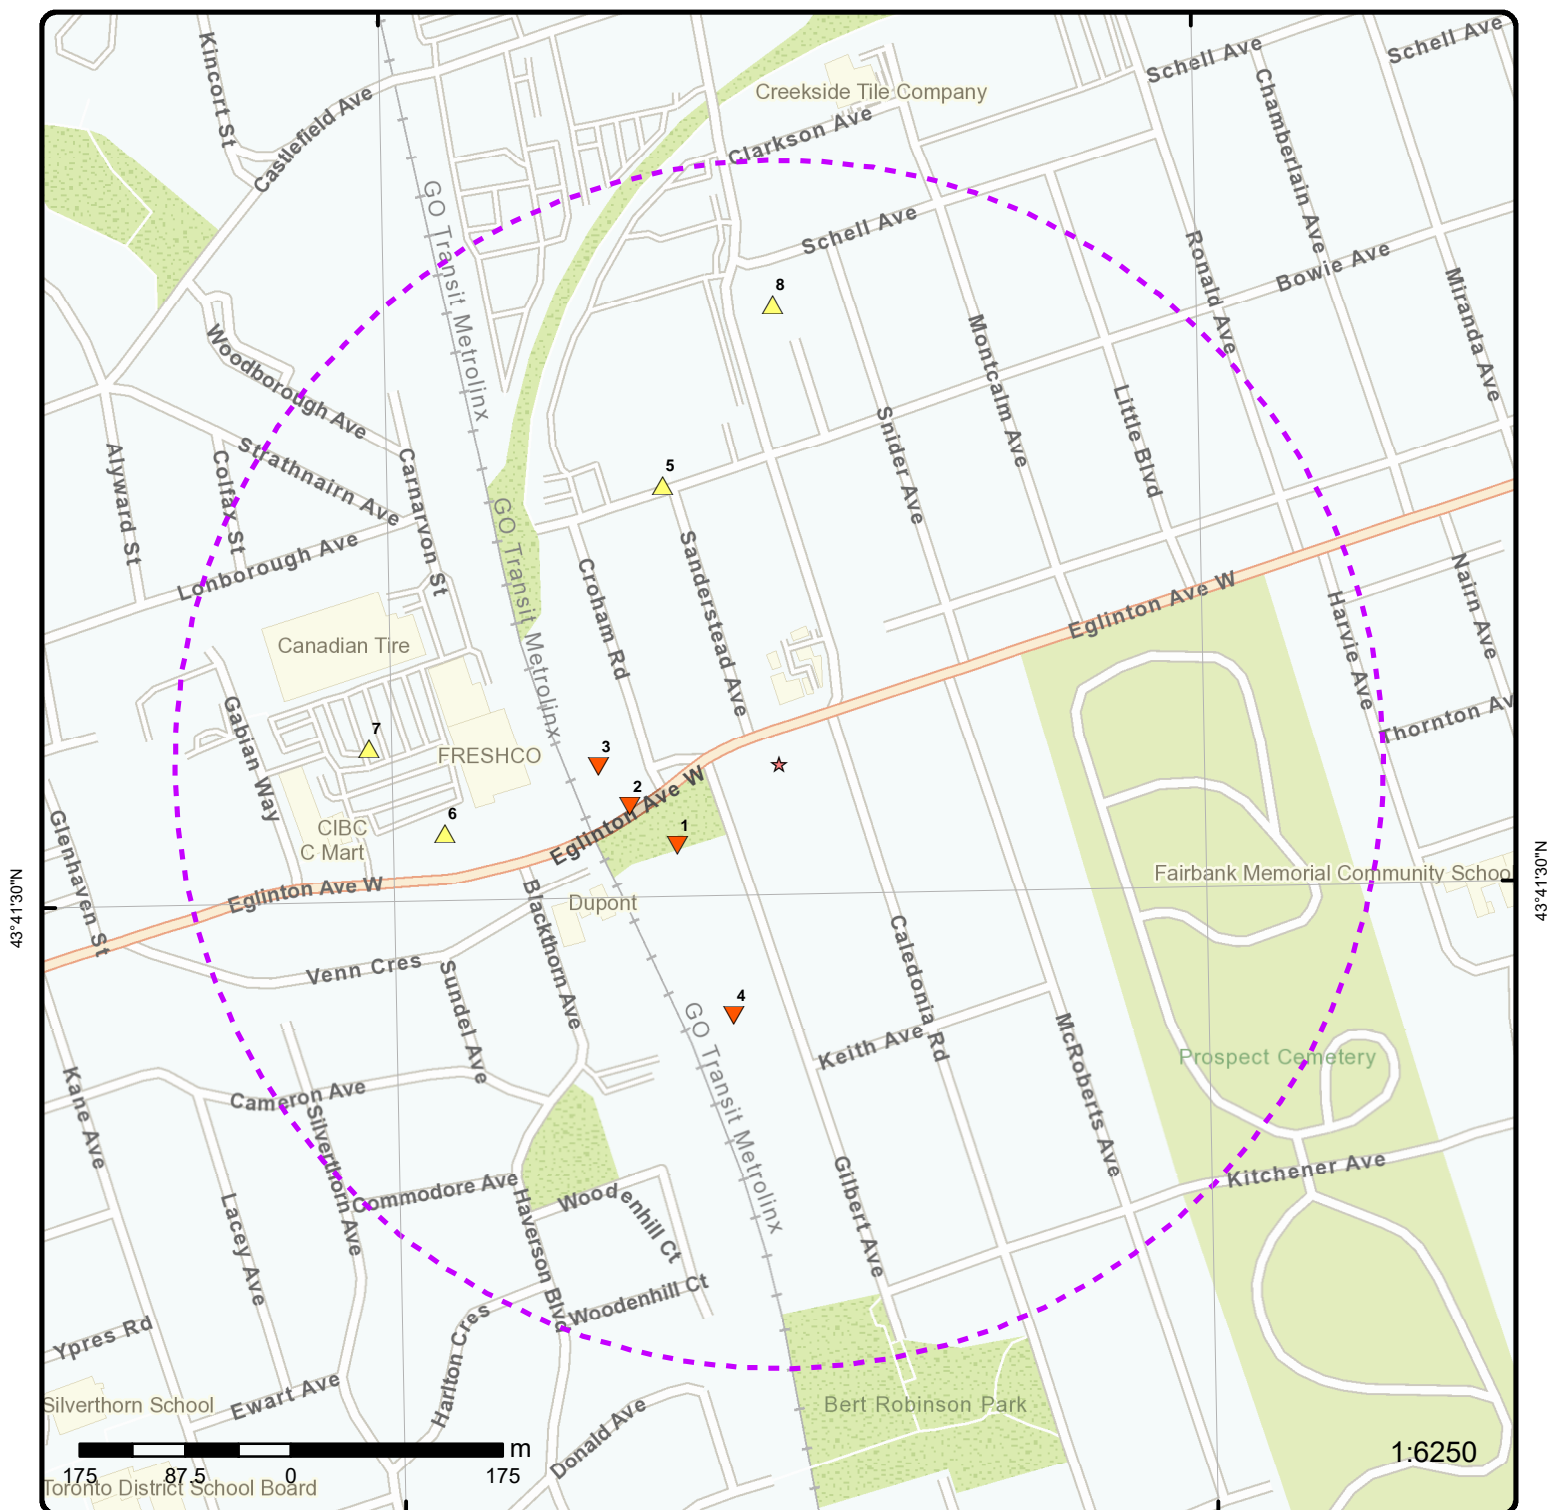 Kincort St
Castlefield Ave
GO Transit Metrolinx
Creekside Tile Company
Clarkson Ave
Schell Ave
Schell Ave
Schell Ave
Chamberlain Ave
Ronald Ave
Bowie Ave
Miranda Ave
8
Woodborough Ave
Strathnairn Ave
Alyward St
Colfax St
Carnarvon St
Lonborough Ave
Montcalm Ave
Little Blvd
Snider Ave
5
GO Transit Metrolinx
Croham Rd
Sanderstead Ave
Eglinton Ave W
Nairn Ave
Harvie Ave
Thornton Av
Canadian Tire
Gabian Way
7
FRESHCO
3
2
1
6
CIBC
C Mart
Eglinton Ave W
Eglinton Ave W
Glenhaven St
Dupont
Blackthorn Ave
Fairbank Memorial Community Schoo
43°41'30"N
43°41'30"N
Venn Cres
Sundel Ave
4
GO Transit Metrolinx
Caledonia Rd
Keith Ave
McRoberts Ave
Prospect Cemetery
Kane Ave
Cameron Ave
Silverthorn Ave
Commodore Ave
Woodenhill Ct
Haverson Blvd
Woodenhill Ct
Gilbert Ave
Kitchener Ave
Lacey Ave
Ypres Rd
Harlton Cres
Ewart Ave
Donald Ave
Silverthorn School
Bert Robinson Park
m
175 87.5 0 175
Toronto District School Board
1:6250